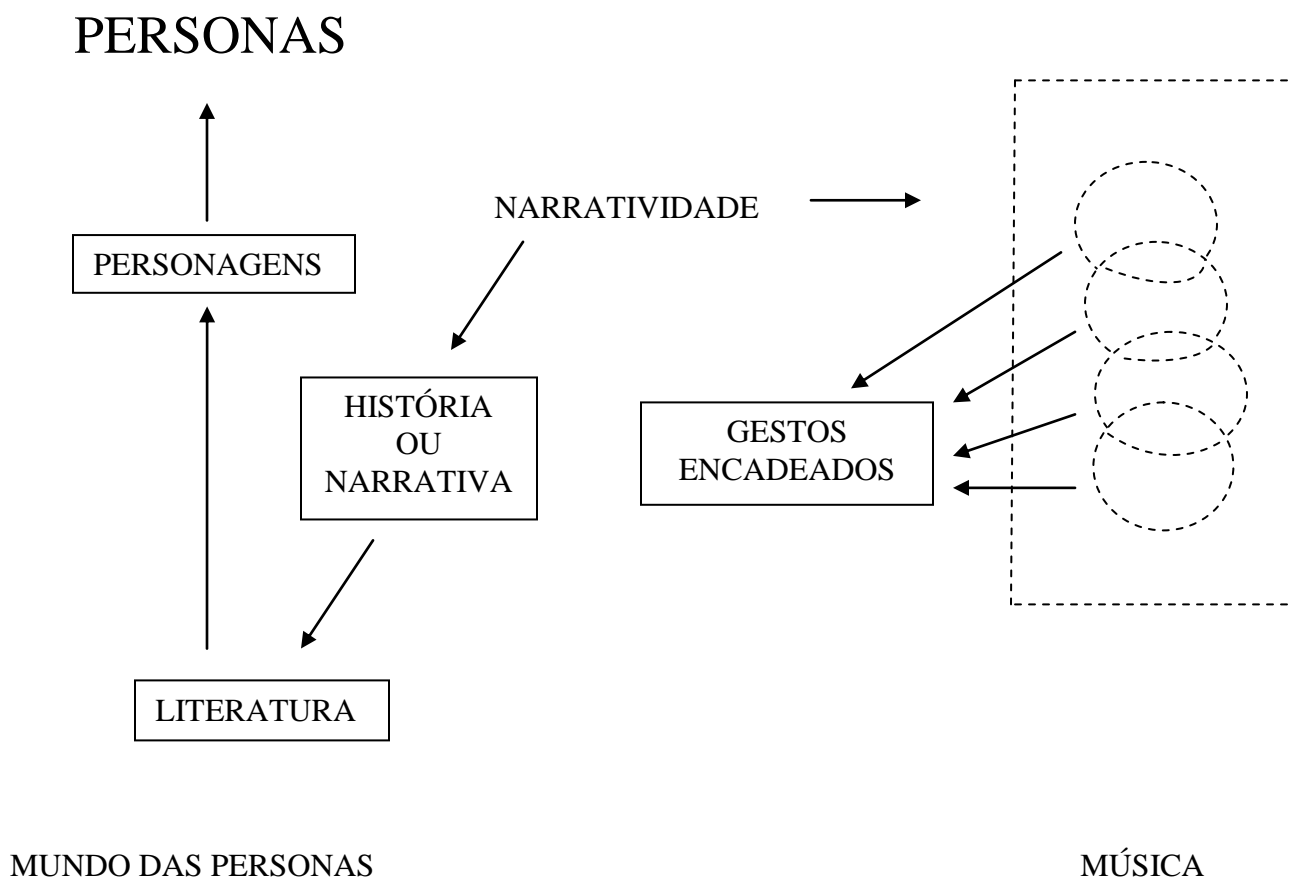 PERSONAS
NARRATIVIDADE
PERSONAGENS
HISTÓRIA
OU
NARRATIVA
GESTOS
ENCADEADOS
LITERATURA
MUNDO DAS PERSONAS
MÚSICA